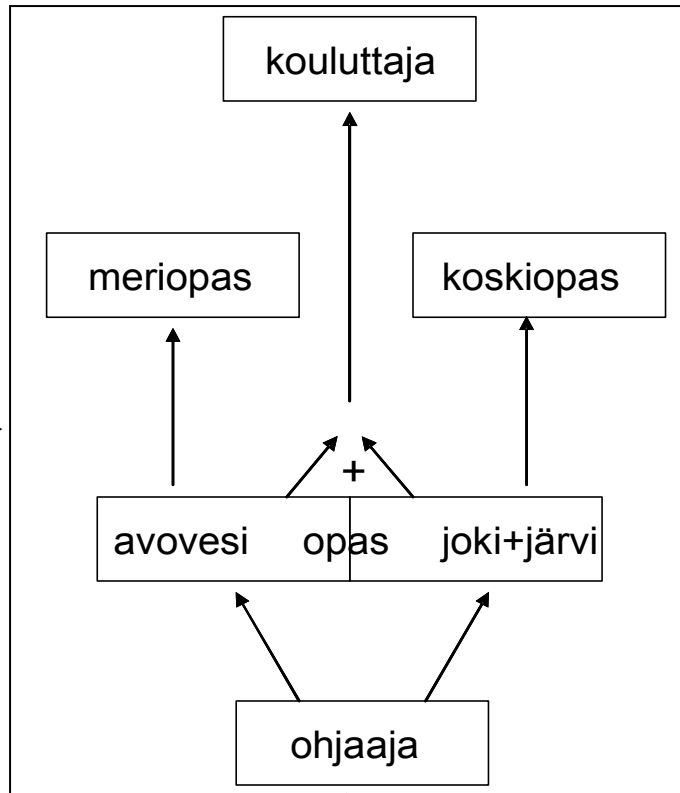 kouluttaja
meriopas
koskiopas
+
avovesi opas joki+järvi
ohjaaja